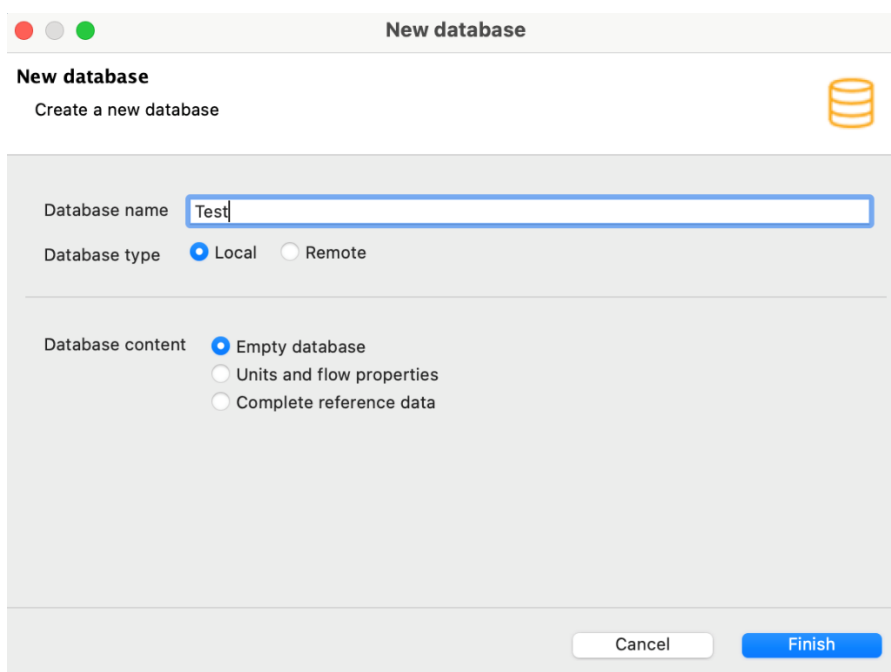 New database
New database
Create a new database
Database name Test
Database type Local Remote
Database content Empty database
Units and flow properties
Complete reference data
Cancel Finish